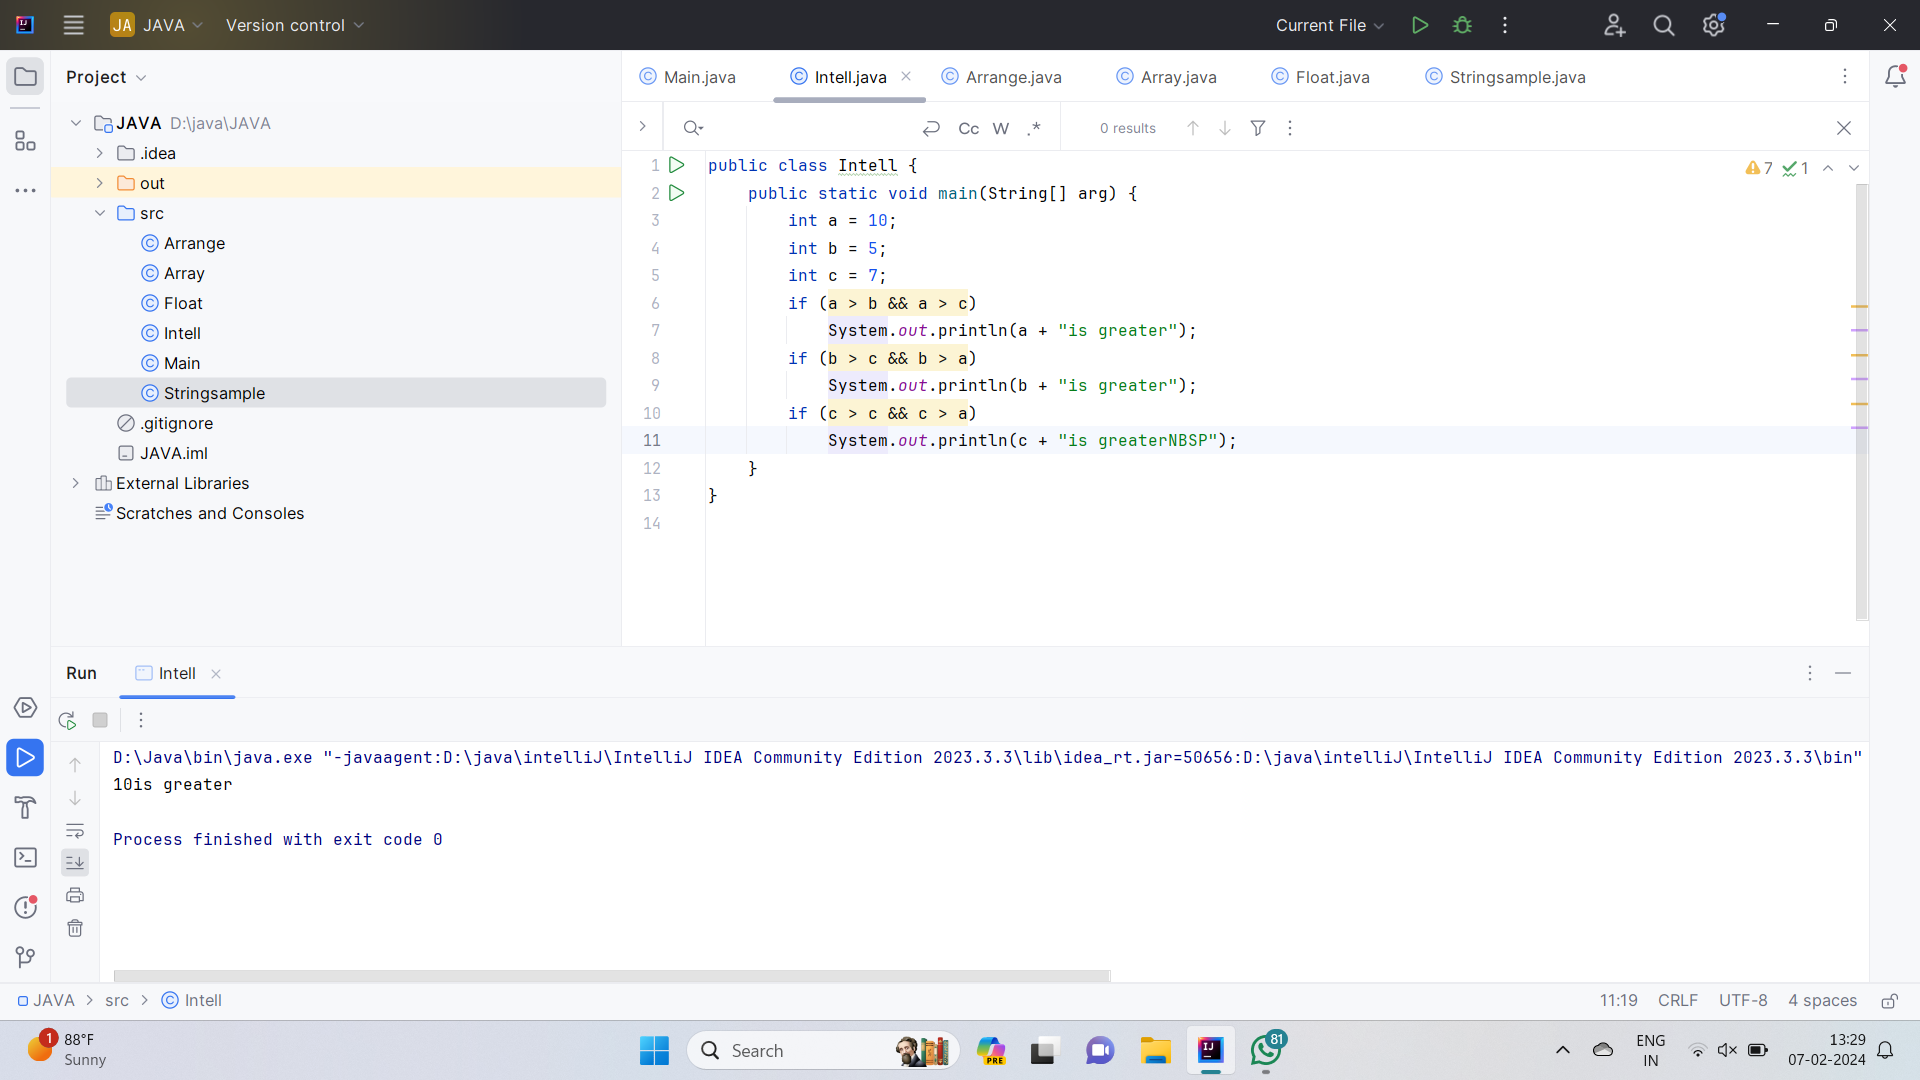 JA JAVA Version control Current File
Project
Main.java Intell.java Arrange.java Array.java Float.java Stringsample.java
JAVA D:\java\JAVA
.idea
out
src
Arrange
Array
Float
Intell
Main
Stringsample
.gitignore
JAVA.iml
External Libraries
Scratches and Consoles
Cc W .* 0 results
7 1
1 public class Intell {
2 public static void main(String[] arg) {
3 int a = 10;
4 int b = 5;
5 int c = 7;
6 if (a > b && a > c)
7 System.out.println(a + "is greater");
8 if (b > c && b > a)
9 System.out.println(b + "is greater");
10 if (c > c && c > a)
11 System.out.println(c + "is greaterNBSP");
12 }
13 }
14
Run Intell
D:\Java\bin\java.exe "-javaagent:D:\java\intelliJ\IntelliJ IDEA Community Edition 2023.3.3\lib\idea_rt.jar=50656:D:\java\intelliJ\IntelliJ IDEA Community Edition 2023.3.3\bin"
10is greater
Process finished with exit code 0
JAVA > src > Intell 11:19 CRLF UTF-8 4 spaces
1 88°F
Sunny
Search
PRE
IJ
81
ENG
IN
13:29
07-02-2024